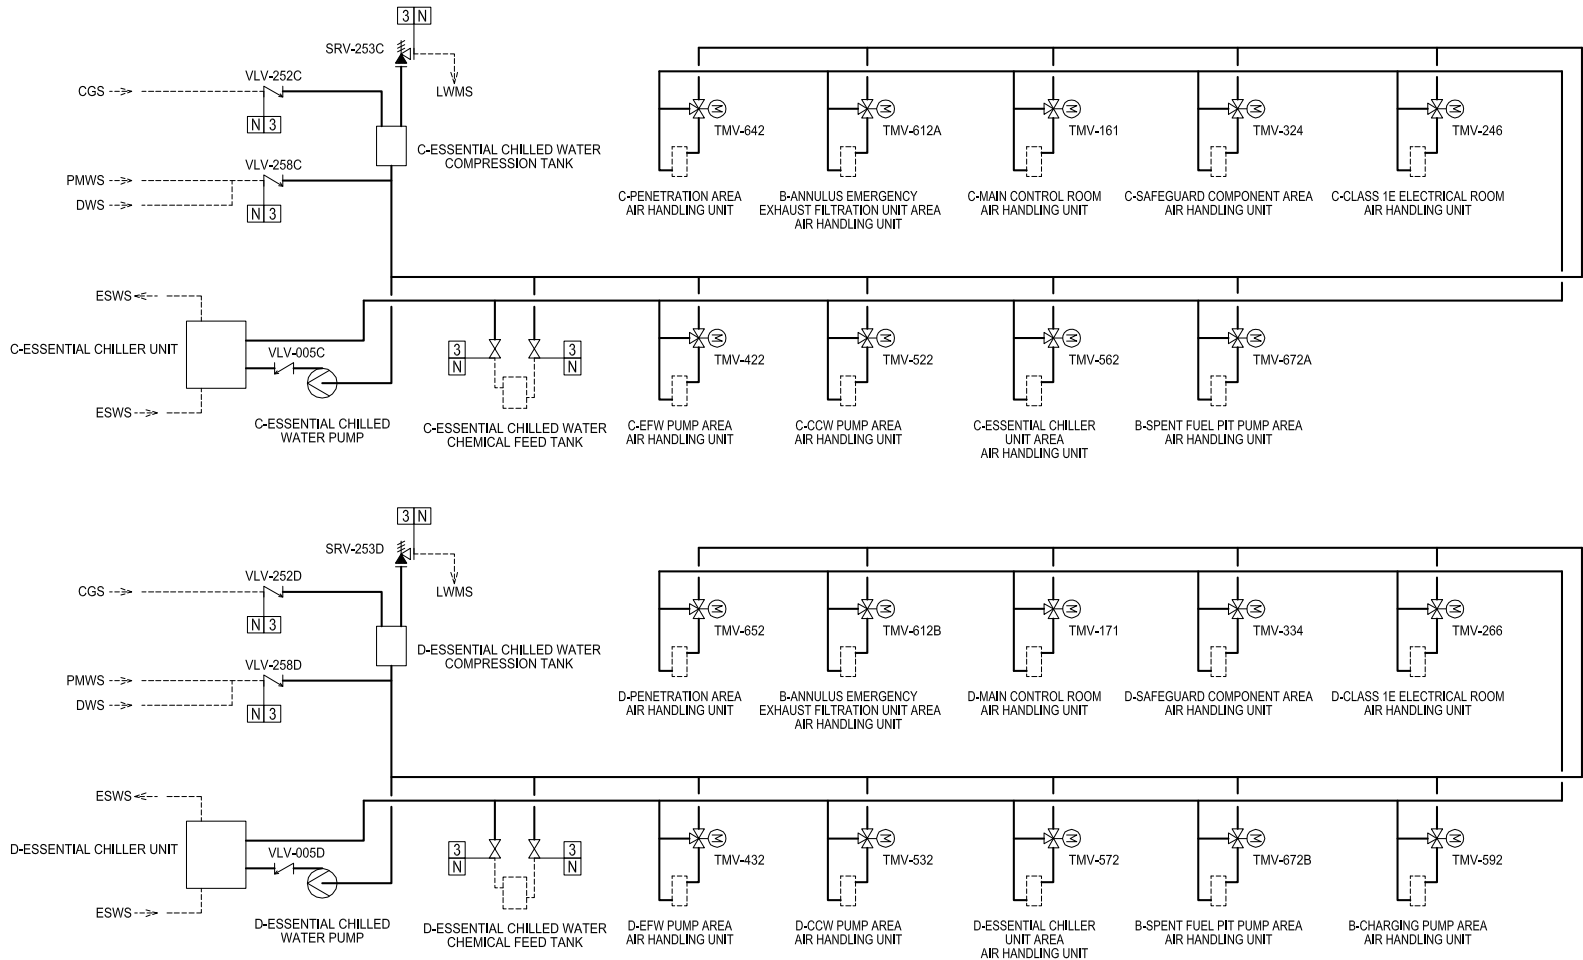 3 N
SRV-253C
VLV-252C
CGS
LWMS
N 3
C-ESSENTIAL CHILLED WATER
COMPRESSION TANK
VLV-258C
PMWS
DWS
N 3
TMV-642
TMV-612A
TMV-161
TMV-324
TMV-246
M
M
M
M
M
C-PENETRATION AREA
AIR HANDLING UNIT
B-ANNULUS EMERGENCY
EXHAUST FILTRATION UNIT AREA
AIR HANDLING UNIT
C-MAIN CONTROL ROOM
AIR HANDLING UNIT
C-SAFEGUARD COMPONENT AREA
AIR HANDLING UNIT
C-CLASS 1E ELECTRICAL ROOM
AIR HANDLING UNIT
ESWS
C-ESSENTIAL CHILLER UNIT
VLV-005C
ESWS
C-ESSENTIAL CHILLED
WATER PUMP
3
N
3
N
C-ESSENTIAL CHILLED WATER
CHEMICAL FEED TANK
M
M
M
M
TMV-422
TMV-522
TMV-562
TMV-672A
C-EFW PUMP AREA
AIR HANDLING UNIT
C-CCW PUMP AREA
AIR HANDLING UNIT
C-ESSENTIAL CHILLER
UNIT AREA
AIR HANDLING UNIT
B-SPENT FUEL PIT PUMP AREA
AIR HANDLING UNIT
3 N
SRV-253D
VLV-252D
CGS
LWMS
N 3
D-ESSENTIAL CHILLED WATER
COMPRESSION TANK
VLV-258D
PMWS
DWS
N 3
M
M
M
M
M
TMV-652
TMV-612B
TMV-171
TMV-334
TMV-266
D-PENETRATION AREA
AIR HANDLING UNIT
B-ANNULUS EMERGENCY
EXHAUST FILTRATION UNIT AREA
AIR HANDLING UNIT
D-MAIN CONTROL ROOM
AIR HANDLING UNIT
D-SAFEGUARD COMPONENT AREA
AIR HANDLING UNIT
D-CLASS 1E ELECTRICAL ROOM
AIR HANDLING UNIT
ESWS
D-ESSENTIAL CHILLER UNIT
VLV-005D
ESWS
D-ESSENTIAL CHILLED
WATER PUMP
3
N
3
N
D-ESSENTIAL CHILLED WATER
CHEMICAL FEED TANK
M
M
M
M
M
TMV-432
TMV-532
TMV-572
TMV-672B
TMV-592
D-EFW PUMP AREA
AIR HANDLING UNIT
D-CCW PUMP AREA
AIR HANDLING UNIT
D-ESSENTIAL CHILLER
UNIT AREA
AIR HANDLING UNIT
B-SPENT FUEL PIT PUMP AREA
AIR HANDLING UNIT
B-CHARGING PUMP AREA
AIR HANDLING UNIT